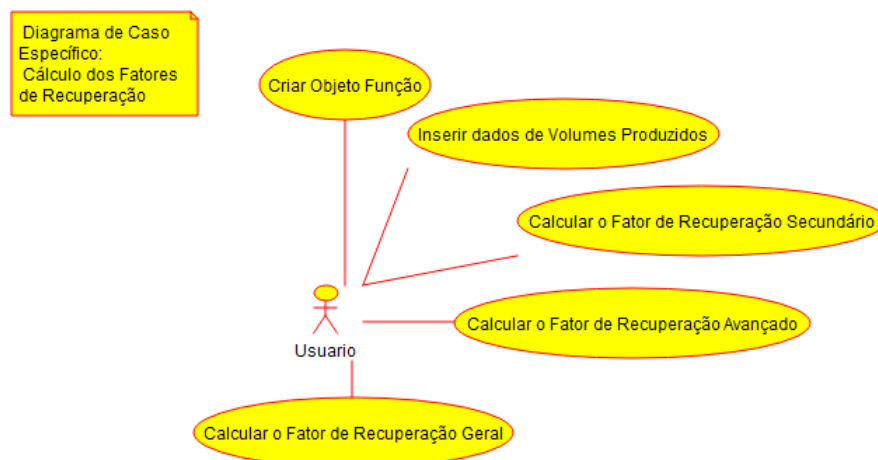 Diagrama de Caso
Específico:
Cálculo dos Fatores
de Recuperação
Criar Objeto Função
Inserir dados de Volumes Produzidos
Calcular o Fator de Recuperação Secundário
Calcular o Fator de Recuperação Avançado
Usuario
Calcular o Fator de Recuperação Geral